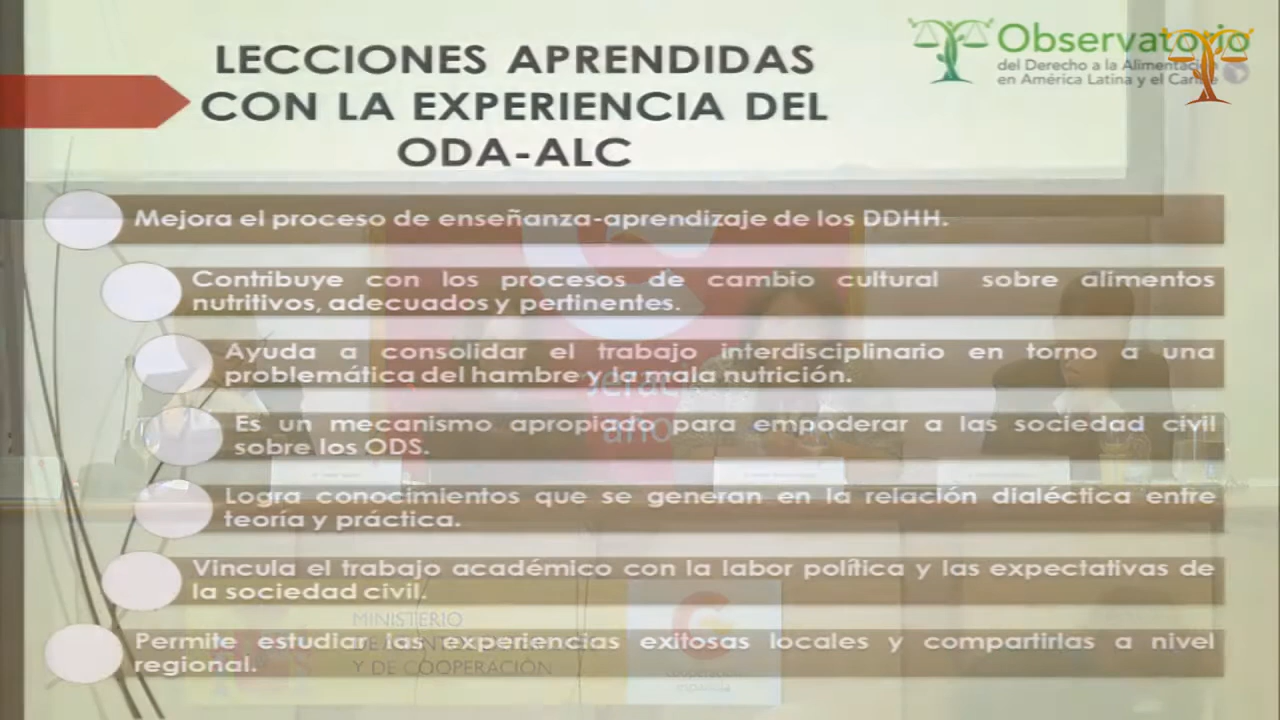 LECCIONES APRENDIDAS
CON LA EXPERIENCIA DEL
ODA-ALC
Observatorio
del Derecho a la Alimentación
en América Latina y el Caribe
Mejora el proceso de enseñanza-aprendizaje de los DDHH.
Contribuye con los procesos de cambio cultural sobre alimentos
nutritivos, adecuados y pertinentes.
Ayuda a consolidar el trabajo interdisciplinario en torno a una
problemática del hambre y la mala nutrición.
Es un mecanismo apropiado para empoderar a las sociedad civil
sobre los ODS.
Logra conocimientos que se generan en la relación dialéctica entre
teoría y práctica.
Vincula el trabajo académico con la labor política y las expectativas de
la sociedad civil.
Permite estudiar las experiencias exitosas locales y compartirlas a nivel
regional.
años
MINISTERIO
Y DE COOPERACIÓN